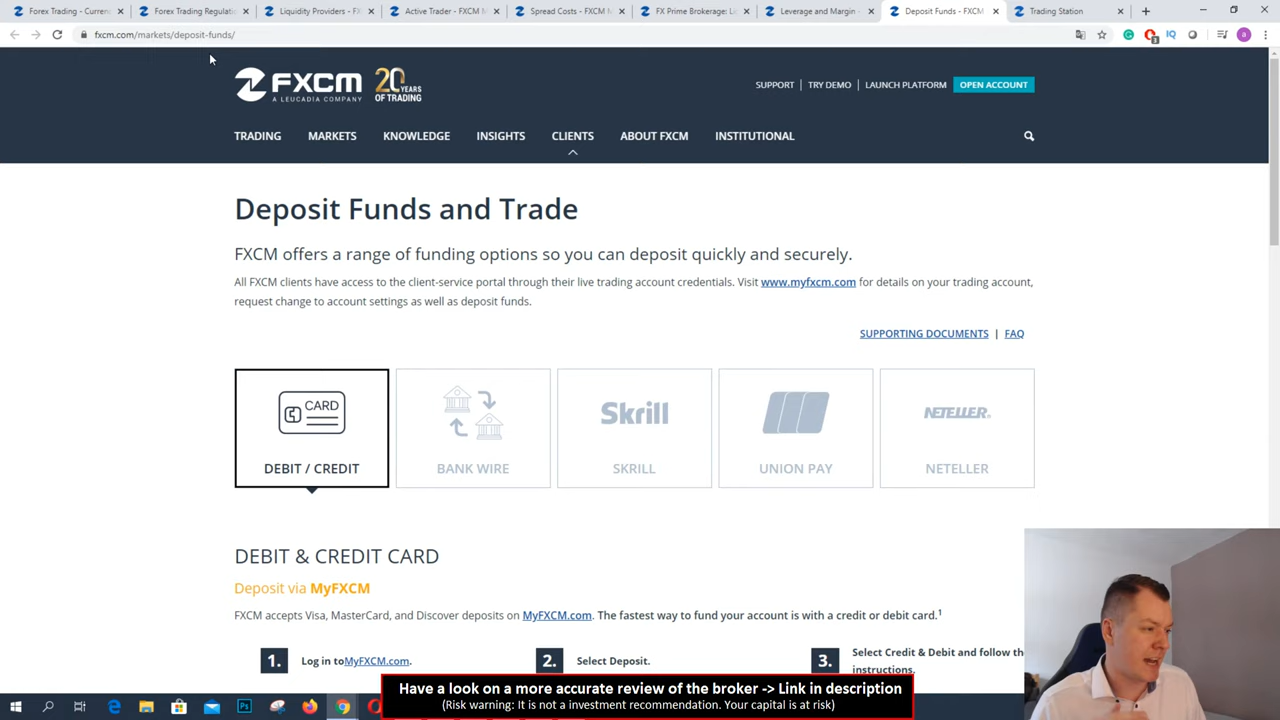 Forex Trading - Curren
Forex Trading Regulatio
Liquidity Providers - FX
Active Trader - FXCM M
Spread Costs - FXCM M
FX Prime Brokerage: Li
Leverage and Margin -
Deposit Funds - FXCM
Trading Station
fxcm.com/markets/deposit-funds/
FXCM
A LEUCADIA COMPANY
20 YEARS
OF TRADING
SUPPORT | TRY DEMO | LAUNCH PLATFORM OPEN ACCOUNT
TRADING MARKETS KNOWLEDGE INSIGHTS CLIENTS ABOUT FXCM INSTITUTIONAL
Deposit Funds and Trade
FXCM offers a range of funding options so you can deposit quickly and securely.
All FXCM clients have access to the client-service portal through their live trading account credentials. Visit www.myfxcm.com for details on your trading account,
request change to account settings as well as deposit funds.
SUPPORTING DOCUMENTS | FAQ
CARD
Skrill
NETELLER.
DEBIT / CREDIT
BANK WIRE
SKRILL
UNION PAY
NETELLER
DEBIT & CREDIT CARD
Deposit via MyFXCM
FXCM accepts Visa, MasterCard, and Discover deposits on MyFXCM.com. The fastest way to fund your account is with a credit or debit card.1
1. Log in toMyFXCM.com.
2. Select Deposit.
3. Select Credit & Debit and follow th
instructions.
Have a look on a more accurate review of the broker -> Link in description
(Risk warning: It is not a investment recommendation. Your capital is at risk)